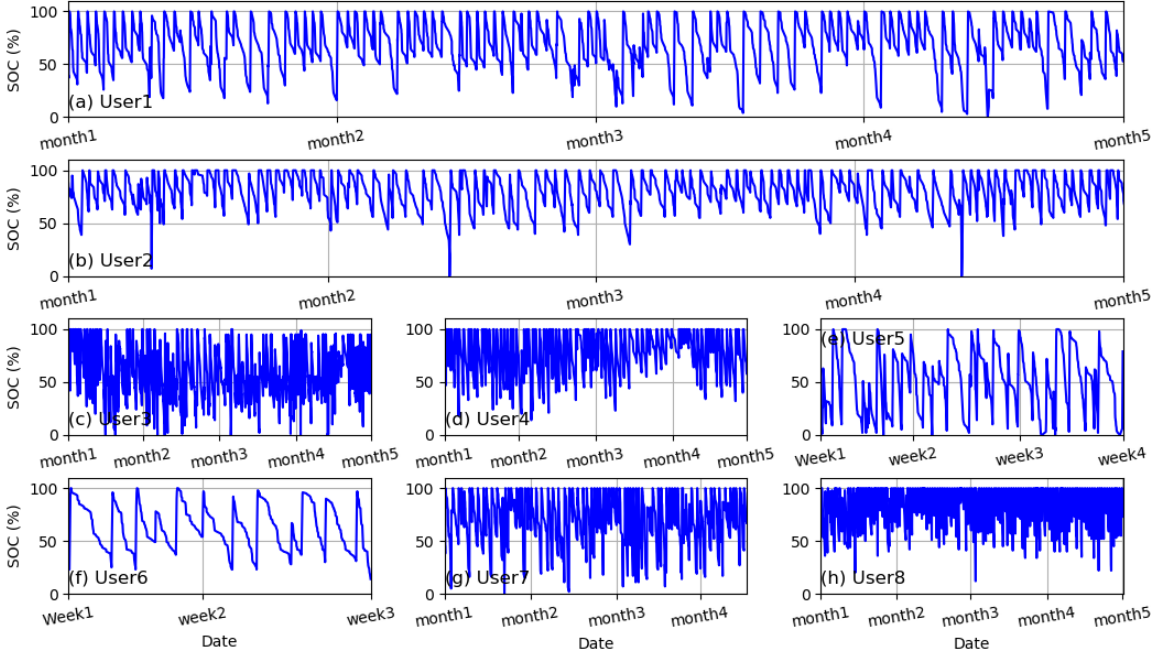 100
50
0
SOC (%)
(a) User1
month1 month2 month3 month4 month5
100
50
0
SOC (%)
(b) User2
month1 month2 month3 month4 month5
100
50
0
SOC (%)
(c) User3
month1 month2 month3 month4 month5
100
50
0
(d) User4
month1 month2 month3 month4 month5
100
50
0
(e) User5
Week1 week2 week3 week4
100
50
0
SOC (%)
(f) User6
Week1 week2 week3
Date
100
50
0
(g) User7
month1 month2 month3 month4
100
50
0
(h) User8
month1 month2 month3 month4 month5
Date